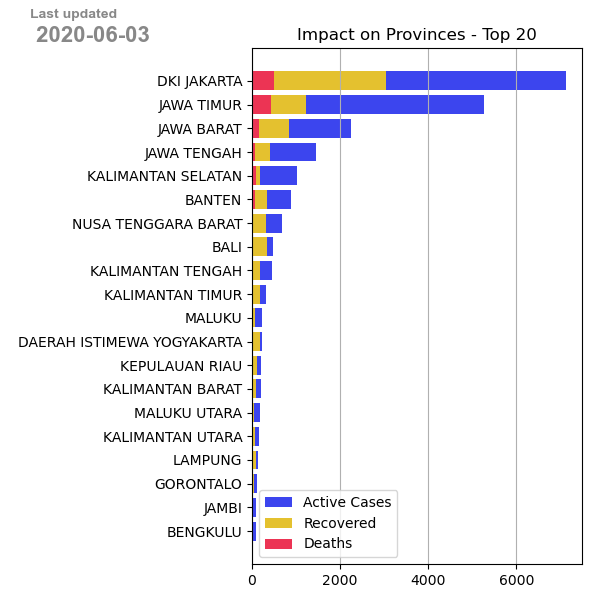 Last updated
2020-06-03
Impact on Provinces - Top 20
DKI JAKARTA
JAWA TIMUR
JAWA BARAT
JAWA TENGAH
KALIMANTAN SELATAN
BANTEN
NUSA TENGGARA BARAT
BALI
KALIMANTAN TENGAH
KALIMANTAN TIMUR
MALUKU
DAERAH ISTIMEWA YOGYAKARTA
KEPULAUAN RIAU
KALIMANTAN BARAT
MALUKU UTARA
KALIMANTAN UTARA
LAMPUNG
GORONTALO
JAMBI
BENGKULU
Active Cases
Recovered
Deaths
0 2000 4000 6000